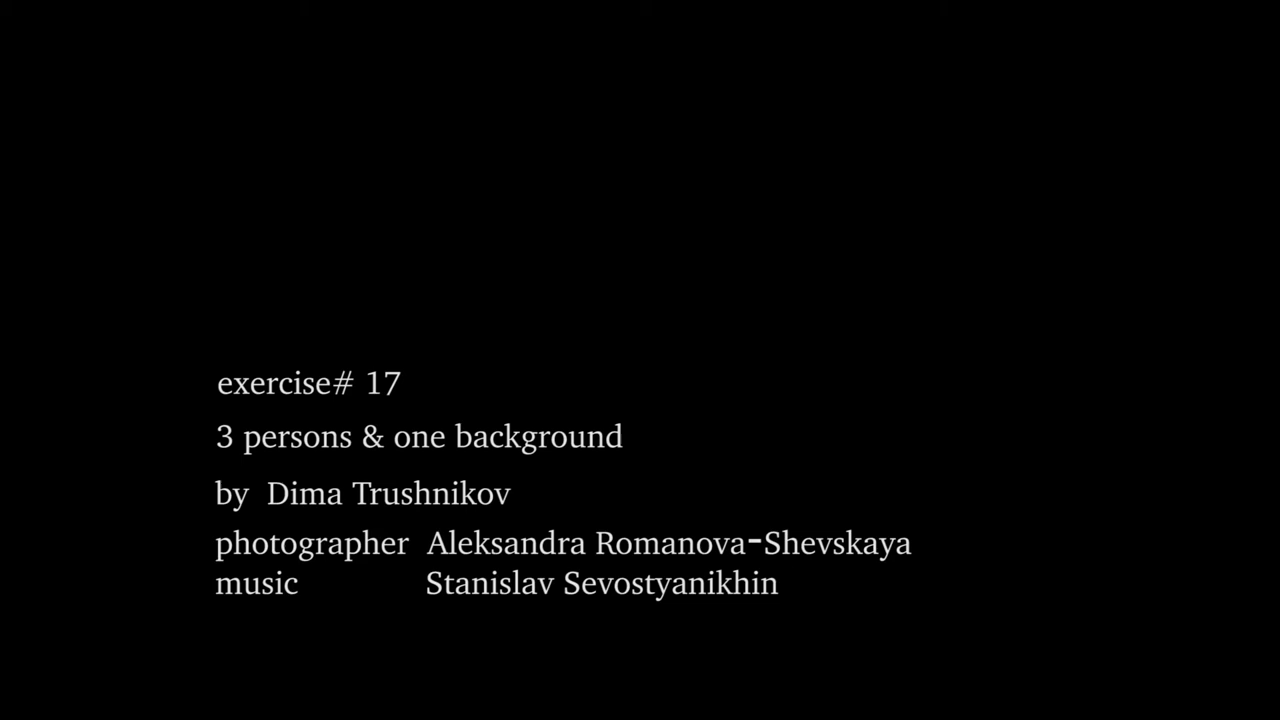 exercise# 17
3 persons & one background
by Dima Trushnikov
photographer Aleksandra Romanova-Shevskaya
music Stanislav Sevostyanikhin